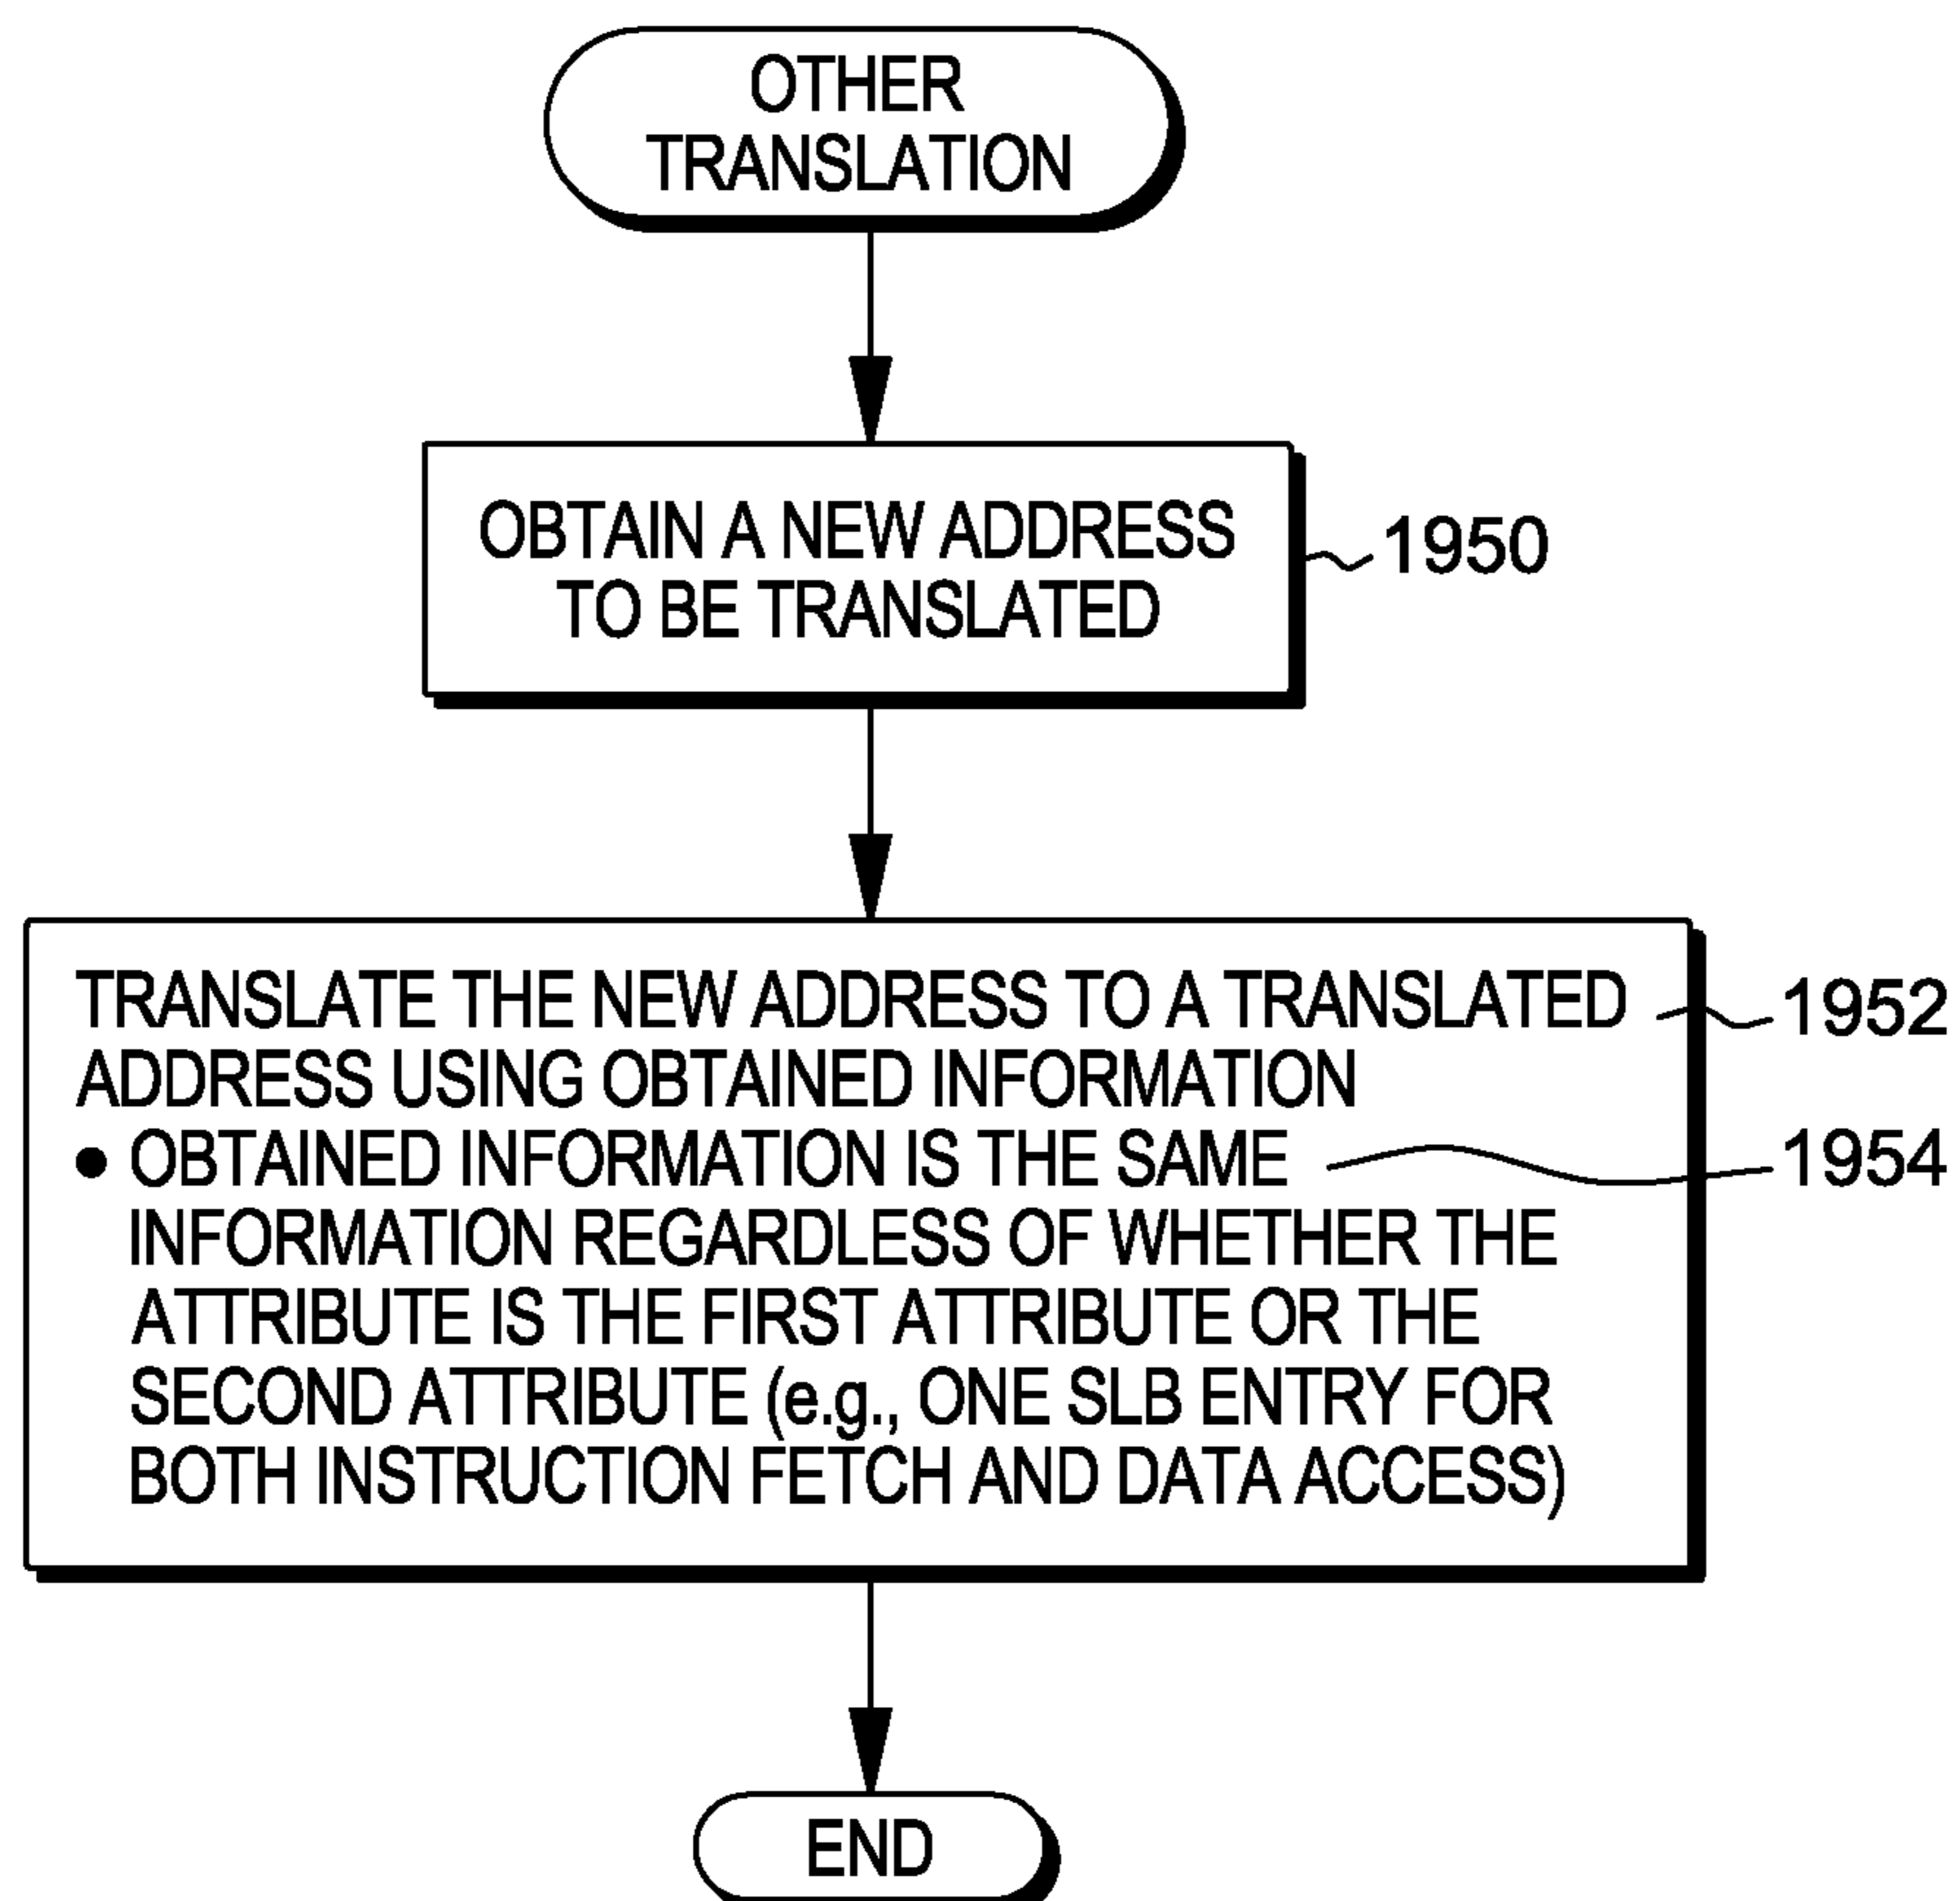 OTHER
TRANSLATION
OBTAIN A NEW ADDRESS
TO BE TRANSLATED
1950
TRANSLATE THE NEW ADDRESS TO A TRANSLATED
1952
ADDRESS USING OBTAINED INFORMATION
● OBTAINED INFORMATION IS THE SAME
1954
INFORMATION REGARDLESS OF WHETHER THE
ATTRIBUTE IS THE FIRST ATTRIBUTE OR THE
SECOND ATTRIBUTE (e.g., ONE SLB ENTRY FOR
BOTH INSTRUCTION FETCH AND DATA ACCESS)
END